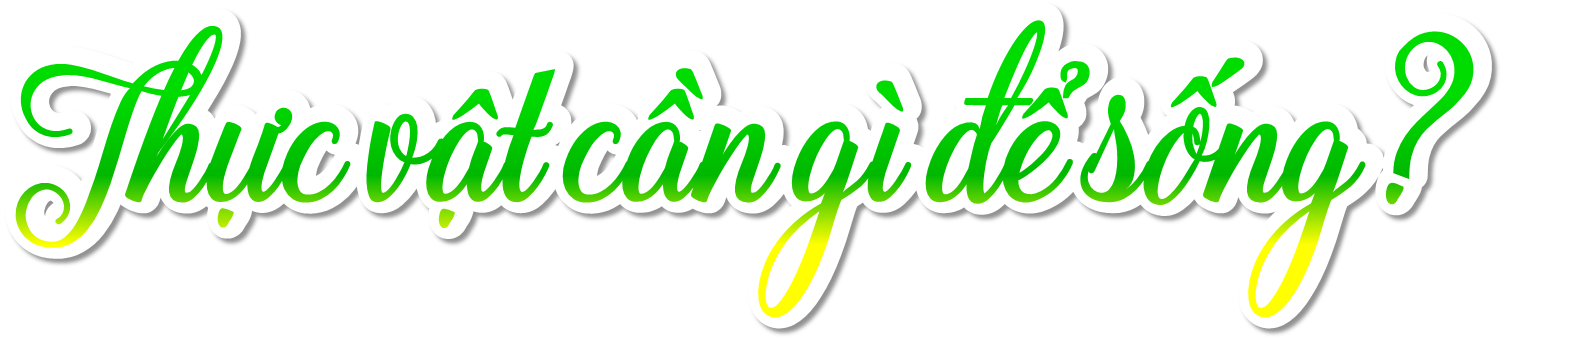 Thực vật cần gì để sống ?